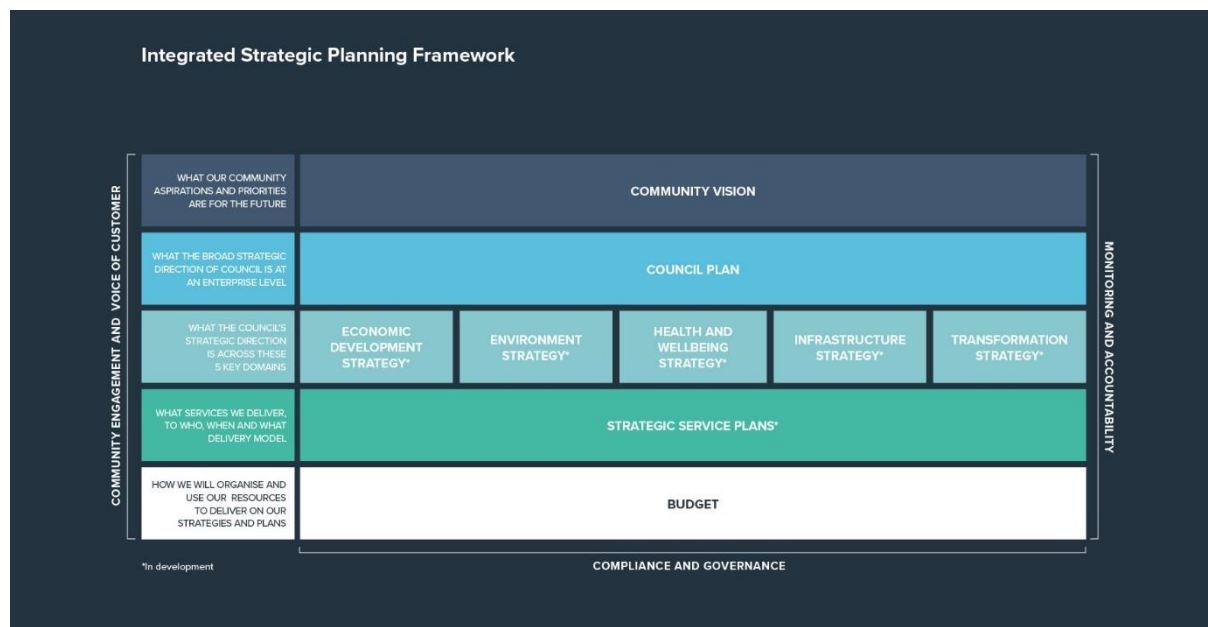 Integrated Strategic Planning Framework
COMMUNITY ENGAGEMENT AND VOICE OF CUSTOMER
WHAT OUR COMMUNITY
ASPIRATIONS AND PRIORITIES
ARE FOR THE FUTURE
COMMUNITY VISION
WHAT THE BROAD STRATEGIC
DIRECTION OF COUNCIL IS AT
AN ENTERPRISE LEVEL
COUNCIL PLAN
WHAT THE COUNCIL'S
STRATEGIC DIRECTION
IS ACROSS THESE
5 KEY DOMAINS
ECONOMIC
DEVELOPMENT
STRATEGY*
ENVIRONMENT
STRATEGY*
HEALTH AND
WELLBEING
STRATEGY*
INFRASTRUCTURE
STRATEGY*
TRANSFORMATION
STRATEGY*
WHAT SERVICES WE DELIVER,
TO WHO, WHEN AND WHAT
DELIVERY MODEL
STRATEGIC SERVICE PLANS*
HOW WE WILL ORGANISE AND
USE OUR RESOURCES
TO DELIVER ON OUR
STRATEGIES AND PLANS
BUDGET
MONITORING AND ACCOUNTABILITY
*In development
COMPLIANCE AND GOVERNANCE